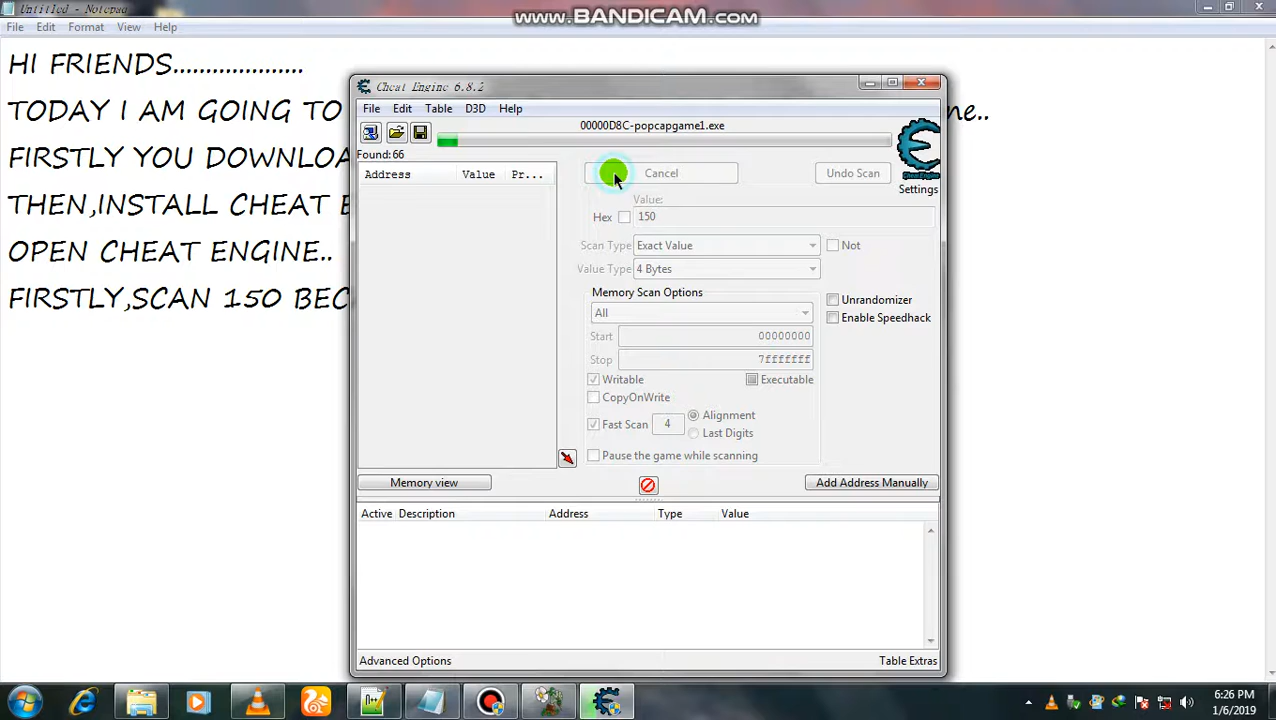 Untitled - Notepad
WWW.BANDICAM.COM
File Edit Format View Help
HI FRIENDS....................
TODAY I AM GOING TO
ne..
FIRSTLY YOU DOWNLOA
THEN,INSTALL CHEAT E
OPEN CHEAT ENGINE..
FIRSTLY,SCAN 150 BEC
Cheat Engine 6.8.2
File Edit Table D3D Help
00000D8C-popcapgame1.exe
Found:66
Address Value Pr...
Cancel
Undo Scan
Cheat Engine
Settings
Value:
Hex 150
Scan Type Exact Value Not
Value Type 4 Bytes
Memory Scan Options
All
Unrandomizer
Enable Speedhack
Start 00000000
Stop 7fffffff
Writable Executable
CopyOnWrite
Fast Scan 4 Alignment
Last Digits
Pause the game while scanning
Memory view
Add Address Manually
Active Description Address Type Value
Advanced Options
Table Extras
6:26 PM
1/6/2019